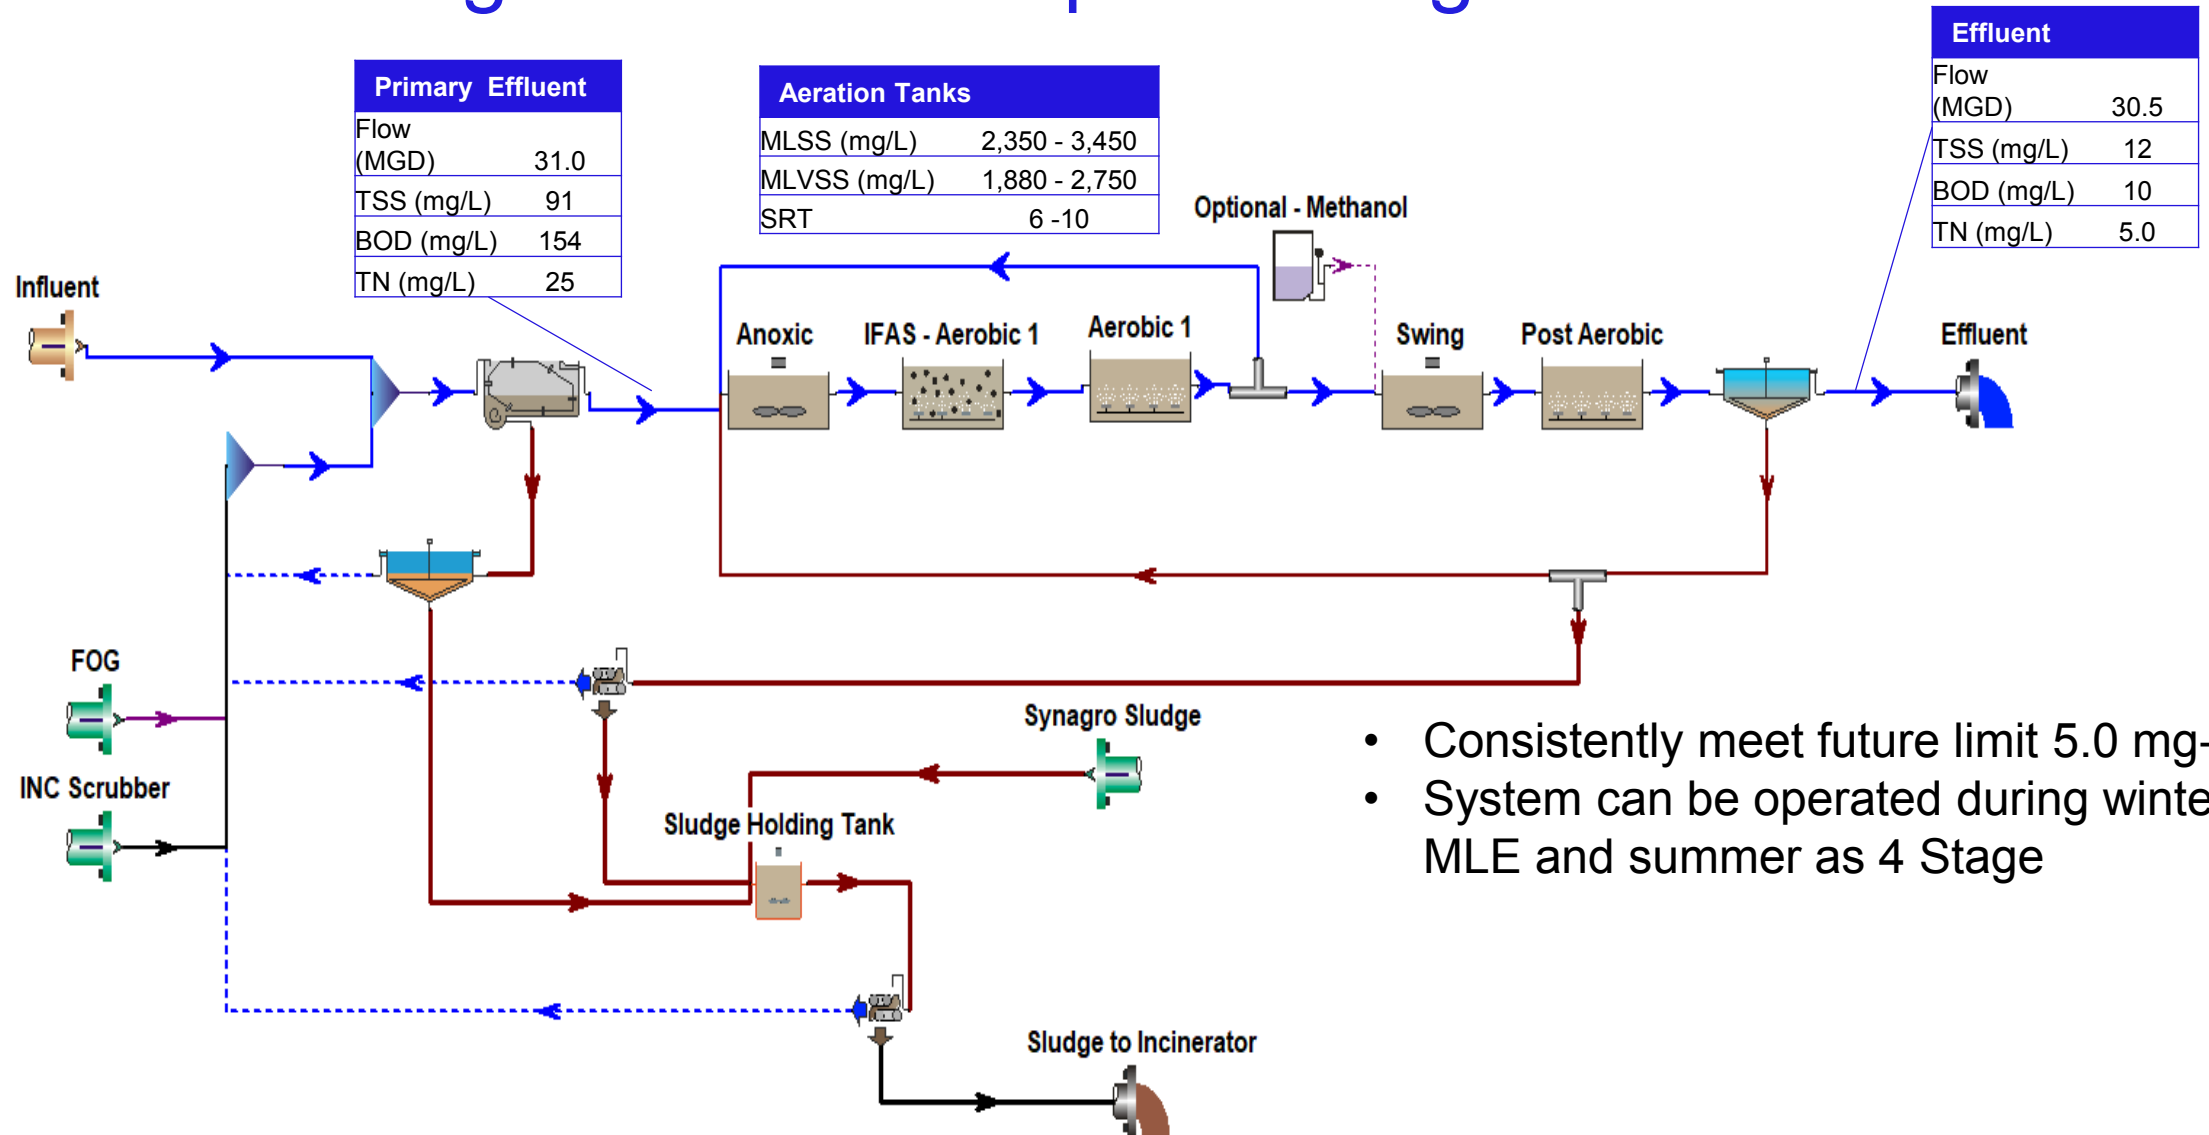 Primary Effluent
Flow
(MGD) 31.0
TSS (mg/L) 91
BOD (mg/L) 154
TN (mg/L) 25
Aeration Tanks
MLSS (mg/L) 2,350 - 3,450
MLVSS (mg/L) 1,880 - 2,750
SRT 6 -10
Effluent
Flow
(MGD) 30.5
TSS (mg/L) 12
BOD (mg/L) 10
TN (mg/L) 5.0
Optional - Methanol
Influent
Anoxic
IFAS - Aerobic 1
Aerobic 1
Swing
Post Aerobic
Effluent
FOG
INC Scrubber
Synagro Sludge
Sludge Holding Tank
Sludge to Incinerator
• Consistently meet future limit 5.0 mg-
• System can be operated during winte
MLE and summer as 4 Stage